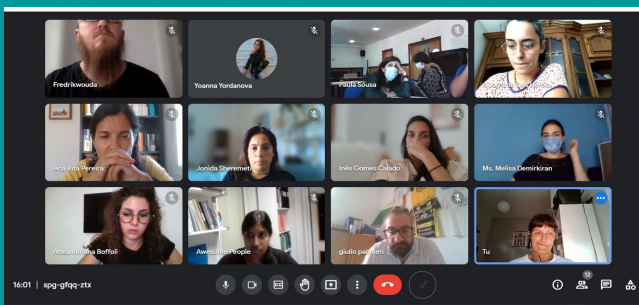 Fredrikwouda
Yoanna Yordanova
Paula Sousa
Ana Rita Pereira
Jonida Sheremeti
Inês Gomes Calado
Ms. Melisa Demirkiran
Boffoli
Awesome People
giulio palmieri
Tu
16:01 | spg-gfqq-ztx
12